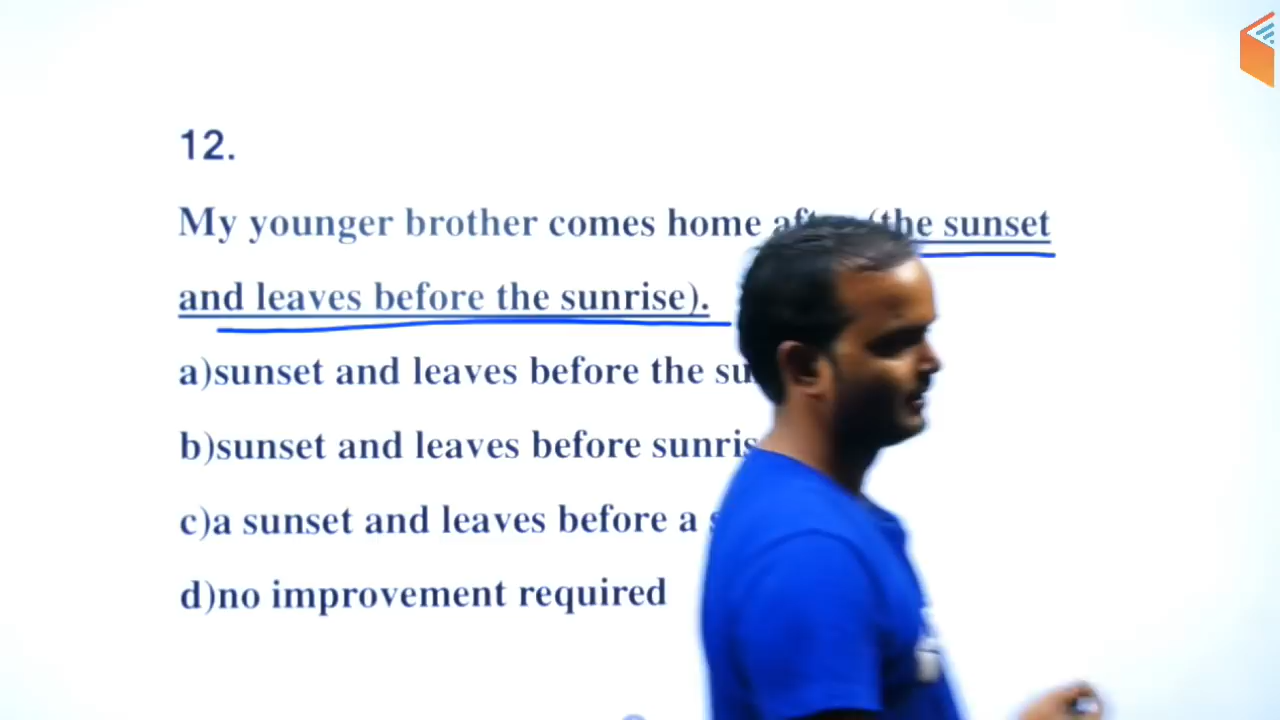 12.
My younger brother comes home (the sunset
and leaves before the sunrise).
a)sunset and leaves before the
b)sunset and leaves before
c)a sunset and leaves before a
d)no improvement required